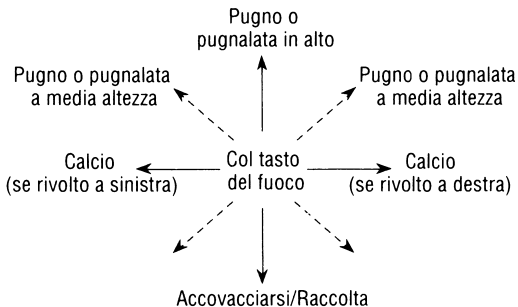 Pugno o
pugnalata in alto
Pugno o pugnalata
a media altezza
Pugno o pugnalata
a media altezza
Calcio
(se rivolto a sinistra)
Col tasto
del fuoco
Calcio
(se rivolto a destra)
Accovacciarsi/Raccolta